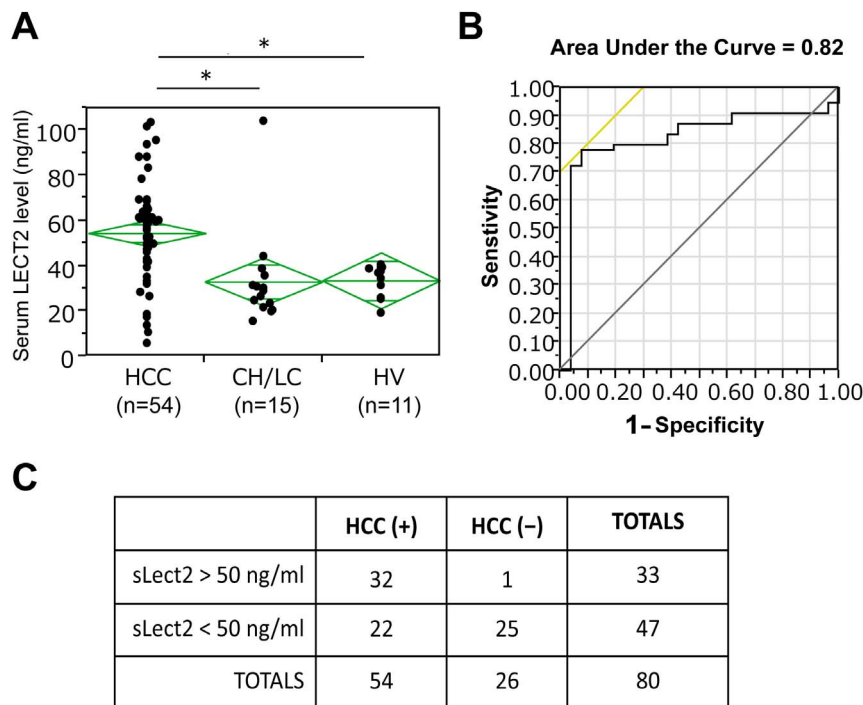 A
*
*
Serum LECT2 level (ng/ml)
100
80
60
40
20
0
HCC
(n=54)
CH/LC
(n=15)
HV
(n=11)
B
Area Under the Curve = 0.82
Senstivity
1.00
0.90
0.80
0.70
0.60
0.50
0.40
0.30
0.20
0.10
0.00
0.00 0.20 0.40 0.60 0.80 1.00
1- Specificity
C
HCC (+) HCC (−) TOTALS
sLect2 > 50 ng/ml 32 1 33
sLect2 < 50 ng/ml 22 25 47
TOTALS 54 26 80